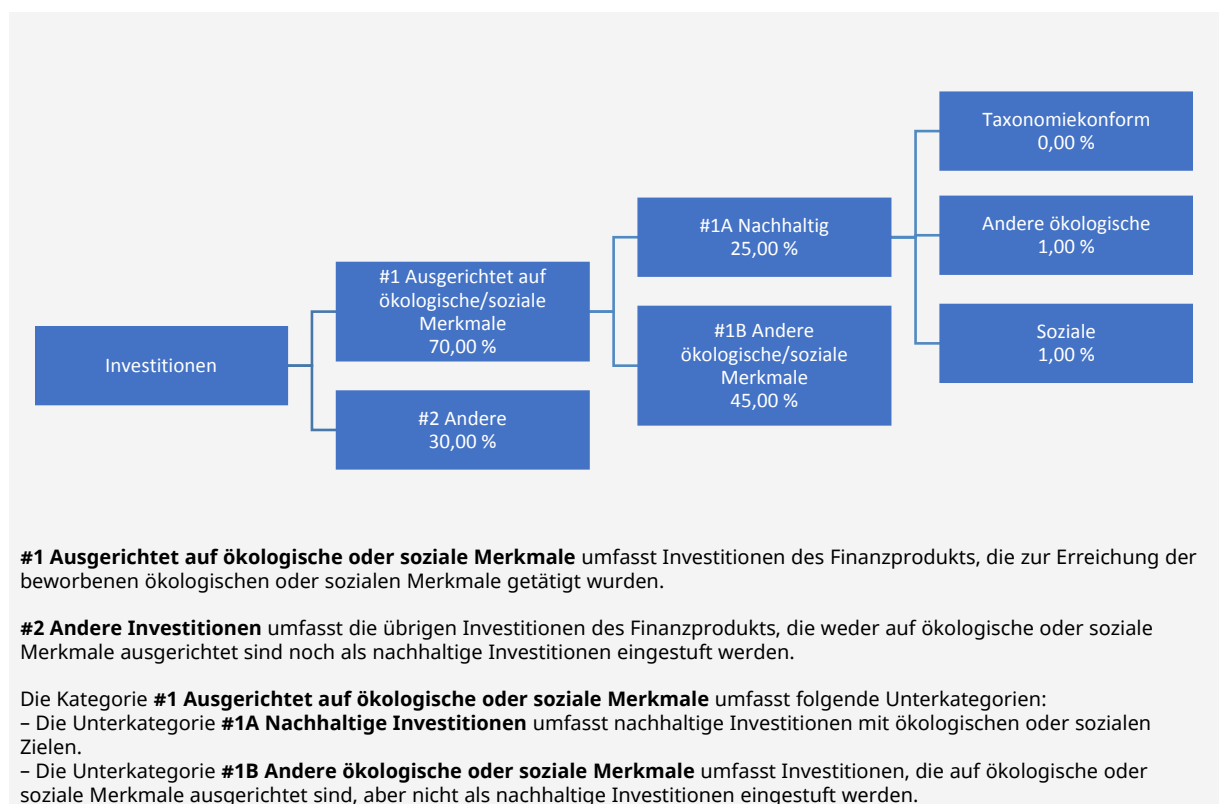 Investitionen
#1 Ausgerichtet auf
ökologische/soziale
Merkmale
70,00 %
#2 Andere
30,00 %
#1A Nachhaltig
25,00 %
#1B Andere
ökologische/soziale
Merkmale
45,00 %
Taxonomiekonform
0,00 %
Andere ökologische
1,00 %
Soziale
1,00 %
#1 Ausgerichtet auf ökologische oder soziale Merkmale umfasst Investitionen des Finanzprodukts, die zur Erreichung der
beworbenen ökologischen oder sozialen Merkmale getätigt wurden.
#2 Andere Investitionen umfasst die übrigen Investitionen des Finanzprodukts, die weder auf ökologische oder soziale
Merkmale ausgerichtet sind noch als nachhaltige Investitionen eingestuft werden.
Die Kategorie #1 Ausgerichtet auf ökologische oder soziale Merkmale umfasst folgende Unterkategorien:
– Die Unterkategorie #1A Nachhaltige Investitionen umfasst nachhaltige Investitionen mit ökologischen oder sozialen
Zielen.
– Die Unterkategorie #1B Andere ökologische oder soziale Merkmale umfasst Investitionen, die auf ökologische oder
soziale Merkmale ausgerichtet sind, aber nicht als nachhaltige Investitionen eingestuft werden.